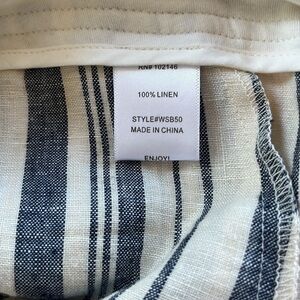 RN# 102146
100% LINEN
STYLE#WSB50
MADE IN CHINA
ENJOY!